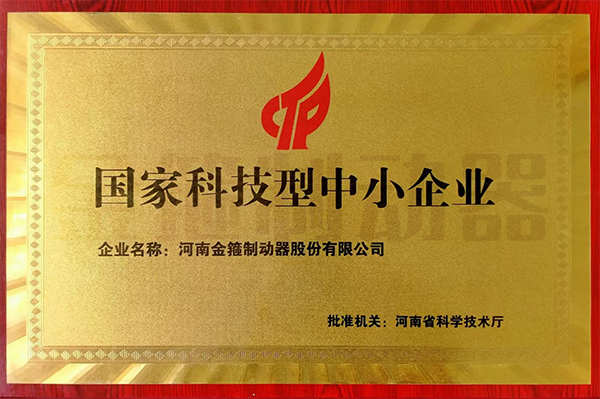 CTP
国家科技型中小企业
企业名称：河南金箍制动器股份有限公司
批准机关：河南省科学技术厅